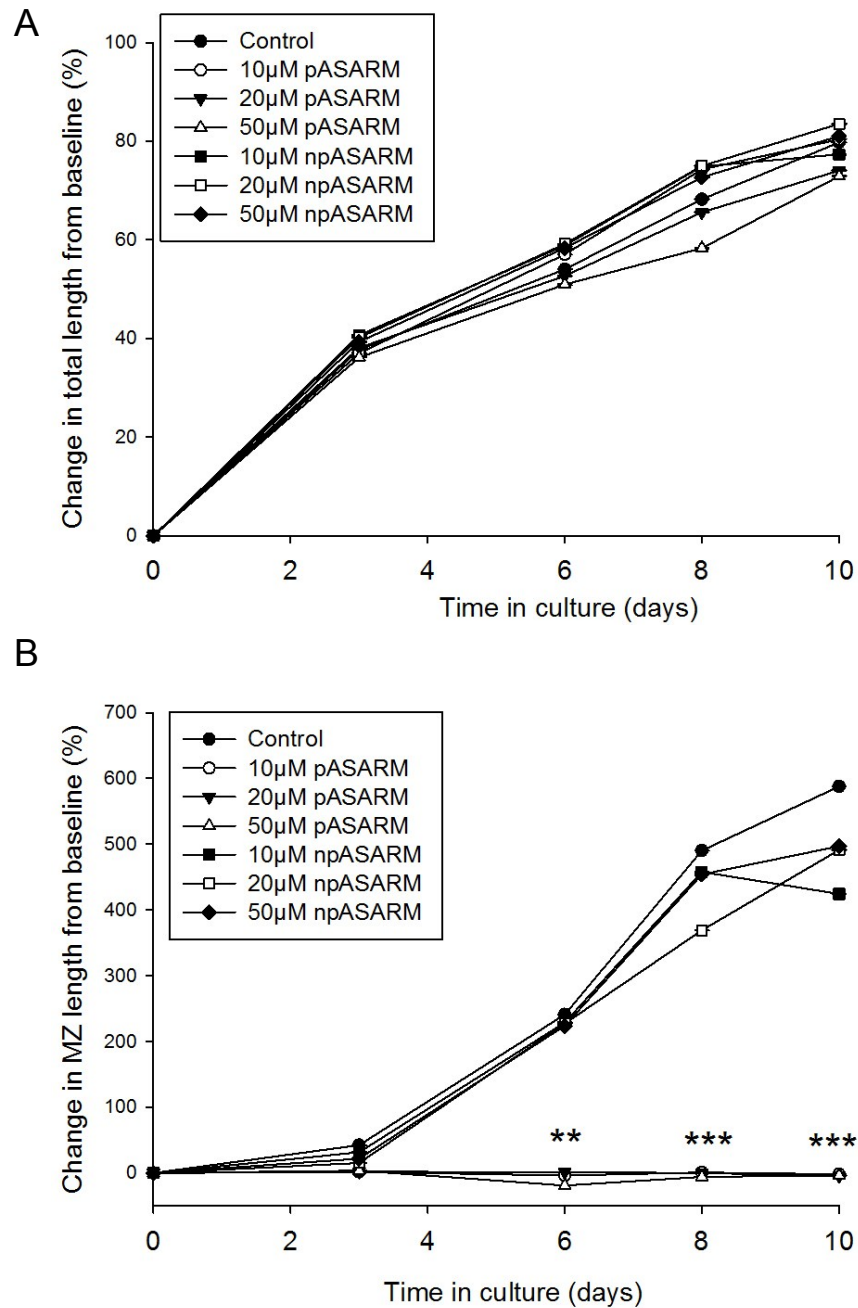 A
Change in total length from baseline (%)
100
80
60
40
20
0
Control
10µM pASARM
20µM pASARM
50µM pASARM
10µM npASARM
20µM npASARM
50µM npASARM
0 2 4 6 8 10
Time in culture (days)
B
Change in MZ length from baseline (%)
700
600
500
400
300
200
100
0
Control
10µM pASARM
20µM pASARM
50µM pASARM
10µM npASARM
20µM npASARM
50µM npASARM
** *** ***
0 2 4 6 8 10
Time in culture (days)